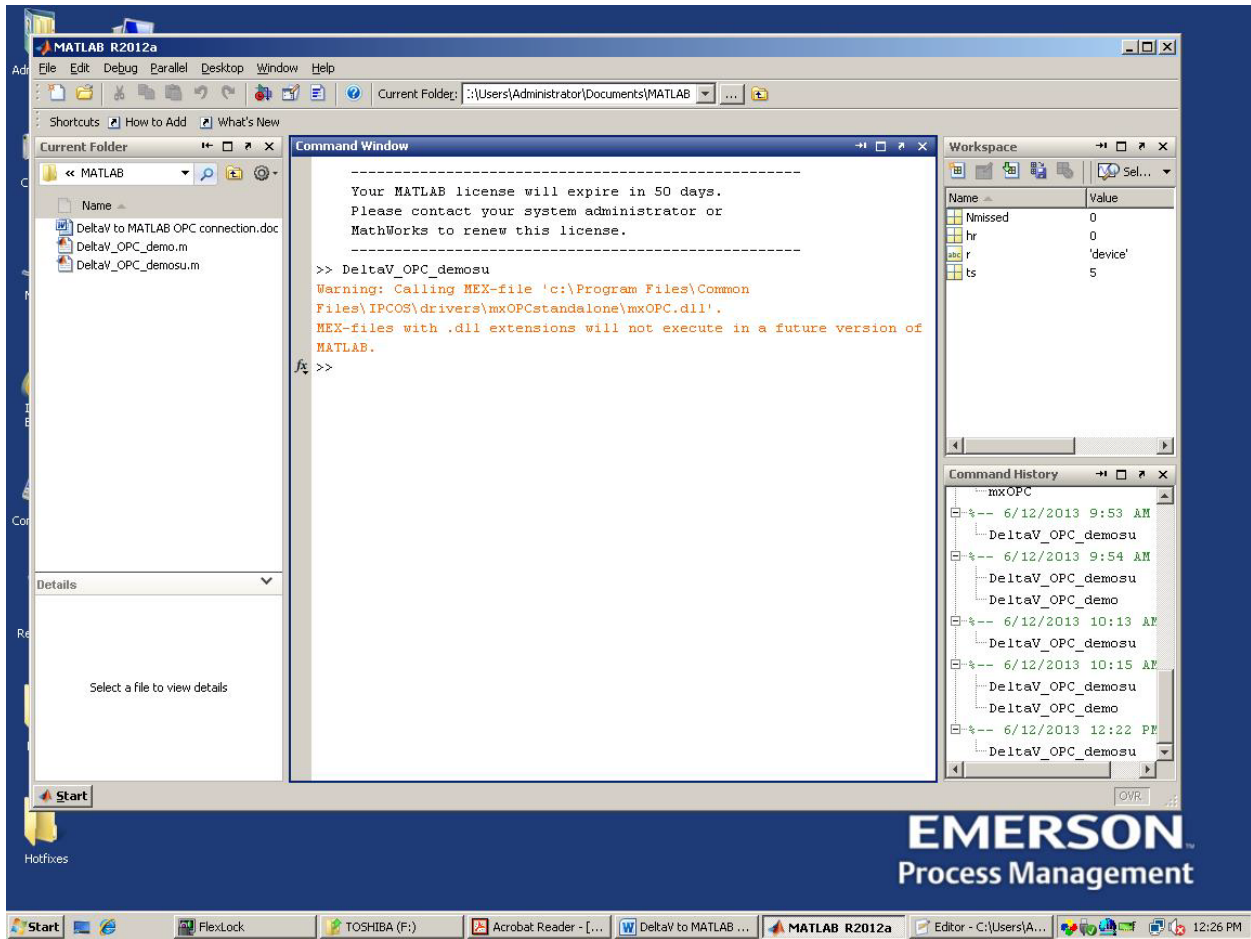 MATLAB R2012a
File Edit Debug Parallel Desktop Window Help
Current Folder: :\Users\Administrator\Documents\MATLAB ...
Shortcuts How to Add What's New
Current Folder
« MATLAB
Name
DeltaV to MATLAB OPC connection.doc
DeltaV_OPC_demo.m
DeltaV_OPC_demosu.m
Details
Select a file to view details
Command Window
----------------------------------------------------
Your MATLAB license will expire in 50 days.
Please contact your system administrator or
MathWorks to renew this license.
----------------------------------------------------
>> DeltaV_OPC_demosu
Warning: Calling MEX-file 'c:\Program Files\Common
Files\IPCOS\drivers\mxOPCstandalone\mxOPC.dll'.
MEX-files with .dll extensions will not execute in a future version of
MATLAB.
fx >>
Workspace
Sel...
Name Value
Nmissed 0
hr 0
abc r 'device'
ts 5
Command History
mxOPC
%-- 6/12/2013 9:53 AM
DeltaV_OPC_demosu
%-- 6/12/2013 9:54 AM
DeltaV_OPC_demosu
DeltaV_OPC_demo
%-- 6/12/2013 10:13 AM
DeltaV_OPC_demosu
%-- 6/12/2013 10:15 AM
DeltaV_OPC_demosu
DeltaV_OPC_demo
%-- 6/12/2013 12:22 PM
DeltaV_OPC_demosu
Start
OVR
EMERSON™
Process Management
Hotfixes
Start FlexLock TOSHIBA (F:) Acrobat Reader - [... DeltaV to MATLAB ... MATLAB R2012a Editor - C:\Users\A... 12:26 PM